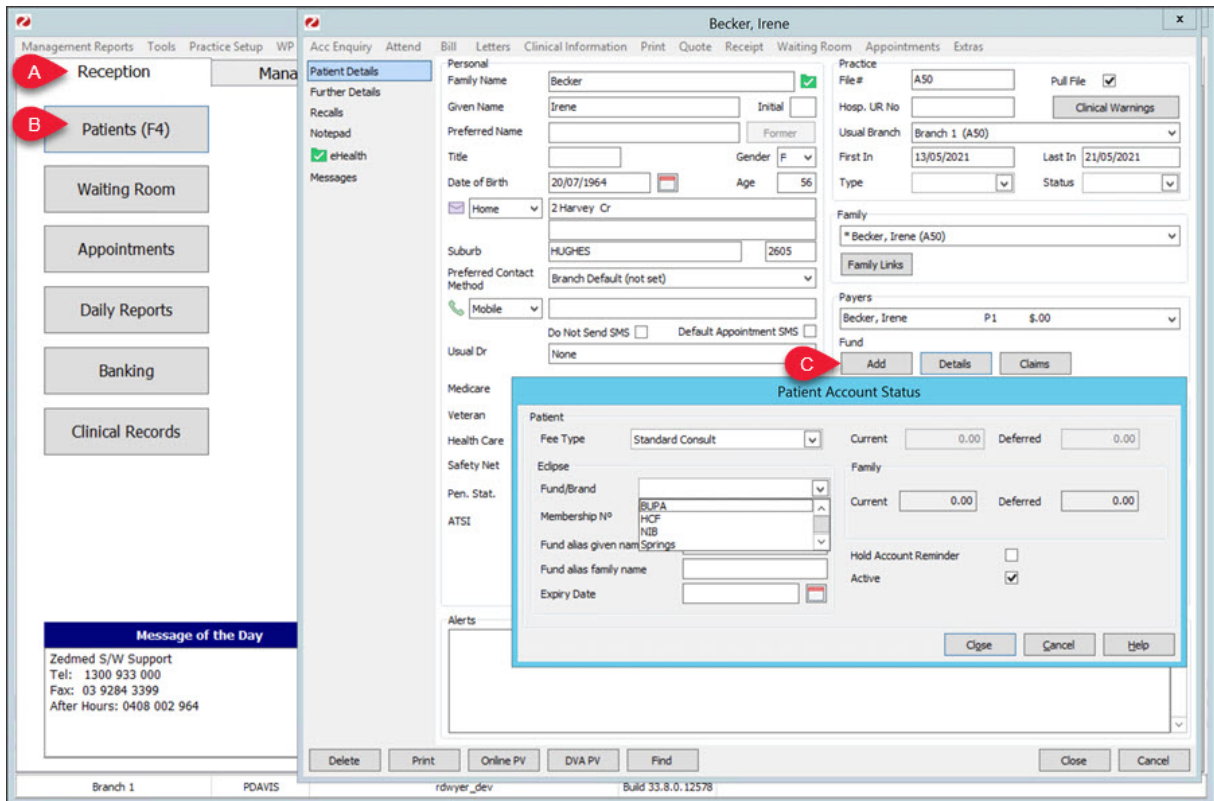 Becker, Irene
x
Management Reports Tools Practice Setup WP
Acc Enquiry Attend Bill Letters Clinical Information Print Quote Receipt Waiting Room Appointments Extras
A
Reception
Mana
B
Patients (F4)
Waiting Room
Appointments
Daily Reports
Banking
Clinical Records
Message of the Day
Zedmed S/W Support
Tel: 1300 933 000
Fax: 03 9284 3399
After Hours: 0408 002 964
Patient Details
Further Details
Recalls
Notepad
eHealth
Messages
Personal
Family Name Becker
Given Name Irene Initial
Preferred Name Former
Title Gender F
Date of Birth 20/07/1964 Age 56
Home 2 Harvey Cr
Suburb HUGHES 2605
Preferred Contact
Method
Branch Default (not set)
Mobile
Do Not Send SMS Default Appointment SMS
Usual Dr None
Medicare
Veteran
Health Care
Safety Net
Pen. Stat.
ATSI
Alerts
Practice
File # A50 Pull File
Hosp. UR No Clinical Warnings
Usual Branch Branch 1 (A50)
First In 13/05/2021 Last In 21/05/2021
Type Status
Family
* Becker, Irene (A50)
Family Links
Payers
Becker, Irene P1 $.00
Fund
C
Add Details Claims
Patient Account Status
Patient
Fee Type Standard Consult
Eclipse
Fund/Brand
BUPA
HCF
NIB
Springs
Membership Nº
Fund alias given nam
Fund alias family name
Expiry Date
Current 0.00 Deferred 0.00
Family
Current 0.00 Deferred 0.00
Hold Account Reminder
Active
Close Cancel Help
Delete Print Online PV DVA PV Find Close Cancel
Branch 1 PDAVIS rdwyer_dev Build 33.8.0.12578